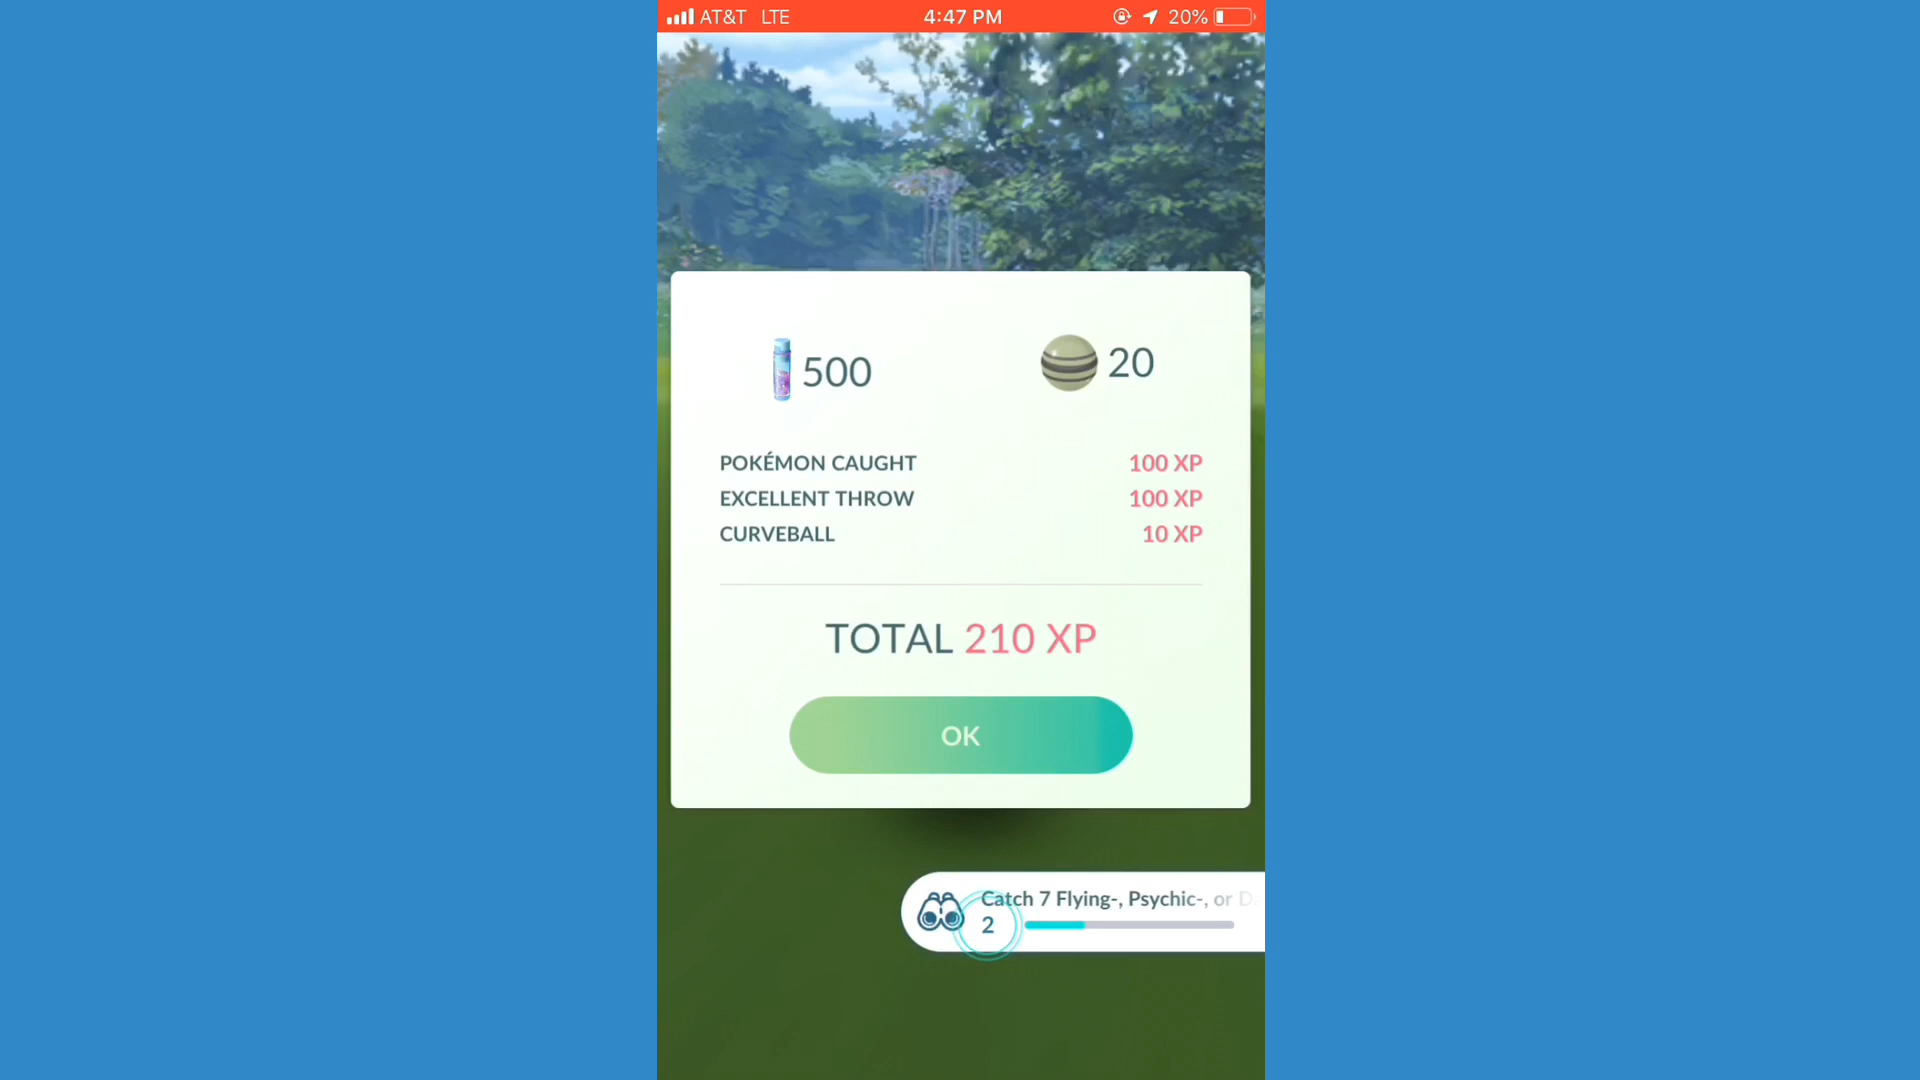 AT&T LTE 4:47 PM 20%
500 20
POKÉMON CAUGHT 100 XP
EXCELLENT THROW 100 XP
CURVEBALL 10 XP
TOTAL 210 XP
OK
Catch 7 Flying-, Psychic-, or
2